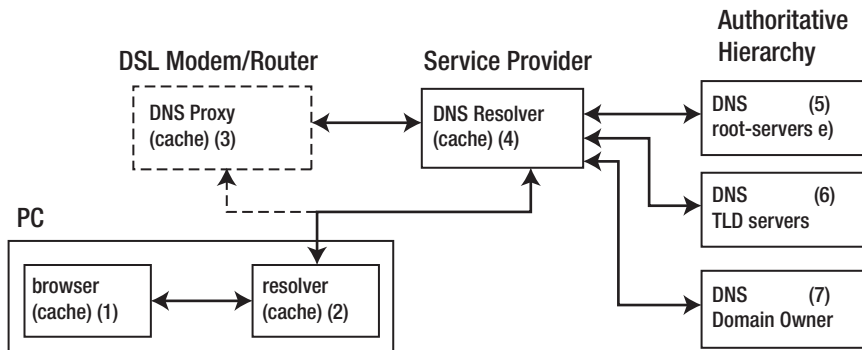 Authoritative
Hierarchy
DSL Modem/Router
Service Provider
DNS Proxy
(cache) (3)
DNS Resolver
(cache) (4)
DNS (5)
root-servers e)
DNS (6)
TLD servers
PC
browser
(cache) (1)
resolver
(cache) (2)
DNS (7)
Domain Owner